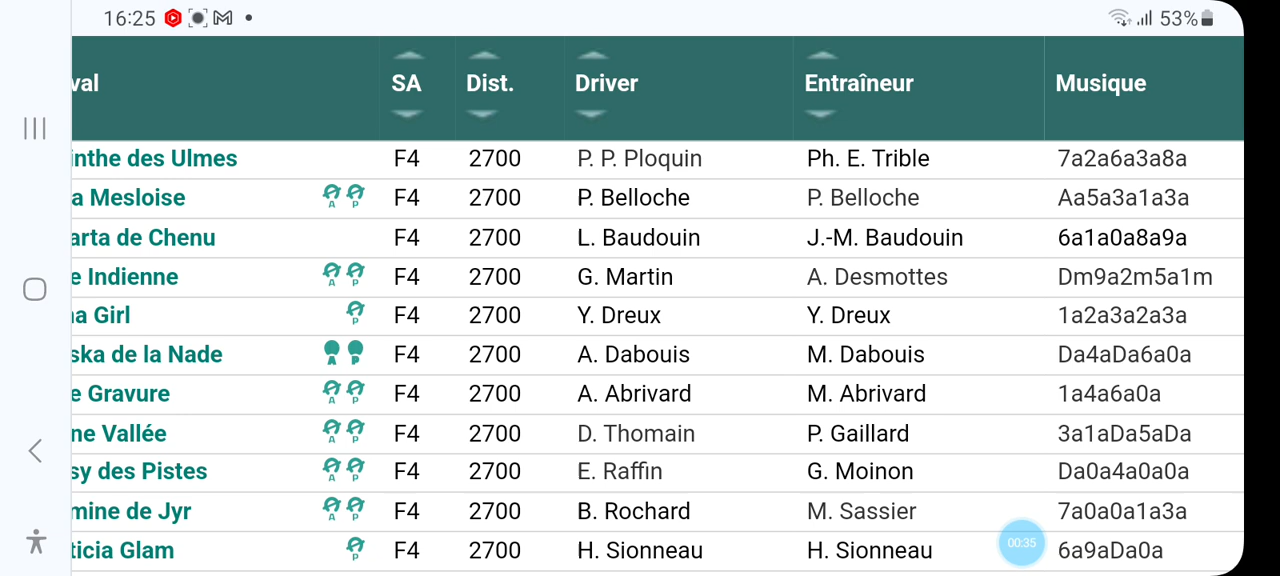 16:25 53%
val SA Dist. Driver Entraîneur Musique
inthe des Ulmes F4 2700 P. P. Ploquin Ph. E. Trible 7a2a6a3a8a
a Mesloise A P F4 2700 P. Belloche P. Belloche Aa5a3a1a3a
arta de Chenu F4 2700 L. Baudouin J.-M. Baudouin 6a1a0a8a9a
e Indienne A P F4 2700 G. Martin A. Desmottes Dm9a2m5a1m
na Girl P F4 2700 Y. Dreux Y. Dreux 1a2a3a2a3a
ska de la Nade A P F4 2700 A. Dabouis M. Dabouis Da4aDa6a0a
e Gravure A P F4 2700 A. Abrivard M. Abrivard 1a4a6a0a
ne Vallée A P F4 2700 D. Thomain P. Gaillard 3a1aDa5aDa
sy des Pistes A P F4 2700 E. Raffin G. Moinon Da0a4a0a0a
mine de Jyr A P F4 2700 B. Rochard M. Sassier 7a0a0a1a3a
ticia Glam P F4 2700 H. Sionneau H. Sionneau 6a9aDa0a
00:35